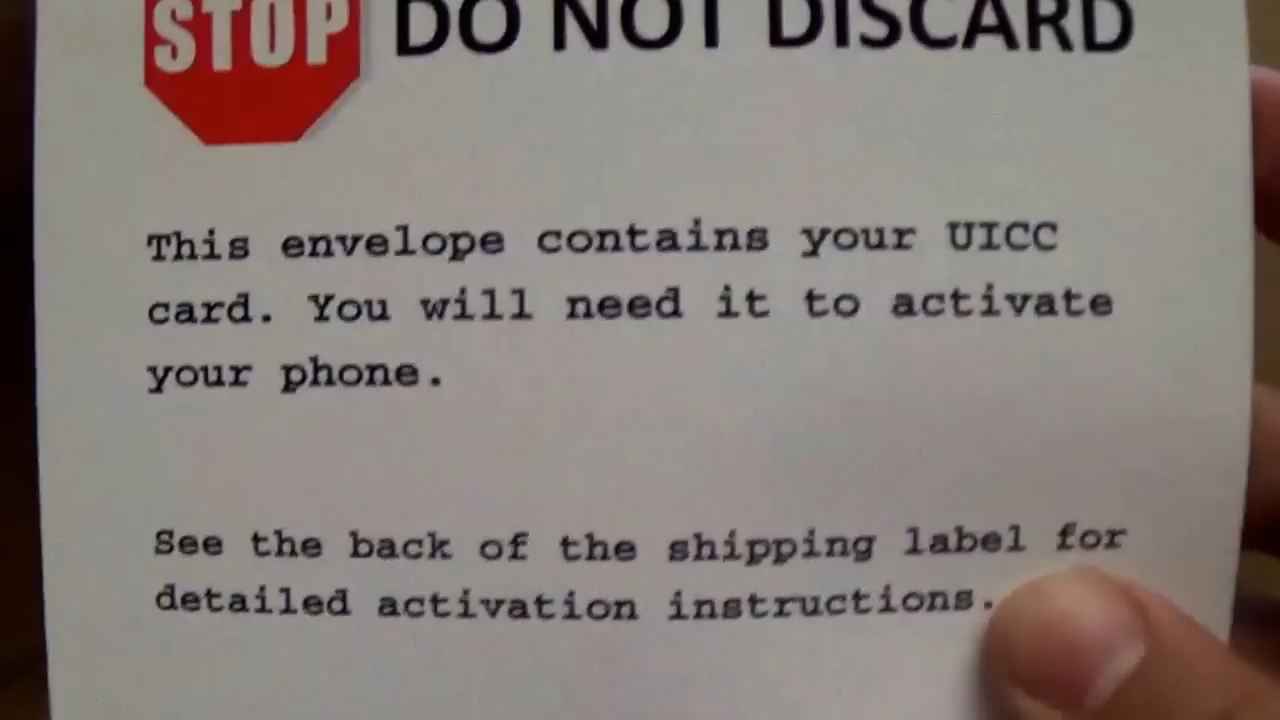 STOP DO NOT DISCARD
This envelope contains your UICC
card. You will need it to activate
your phone.
See the back of the shipping label for
detailed activation instructions.